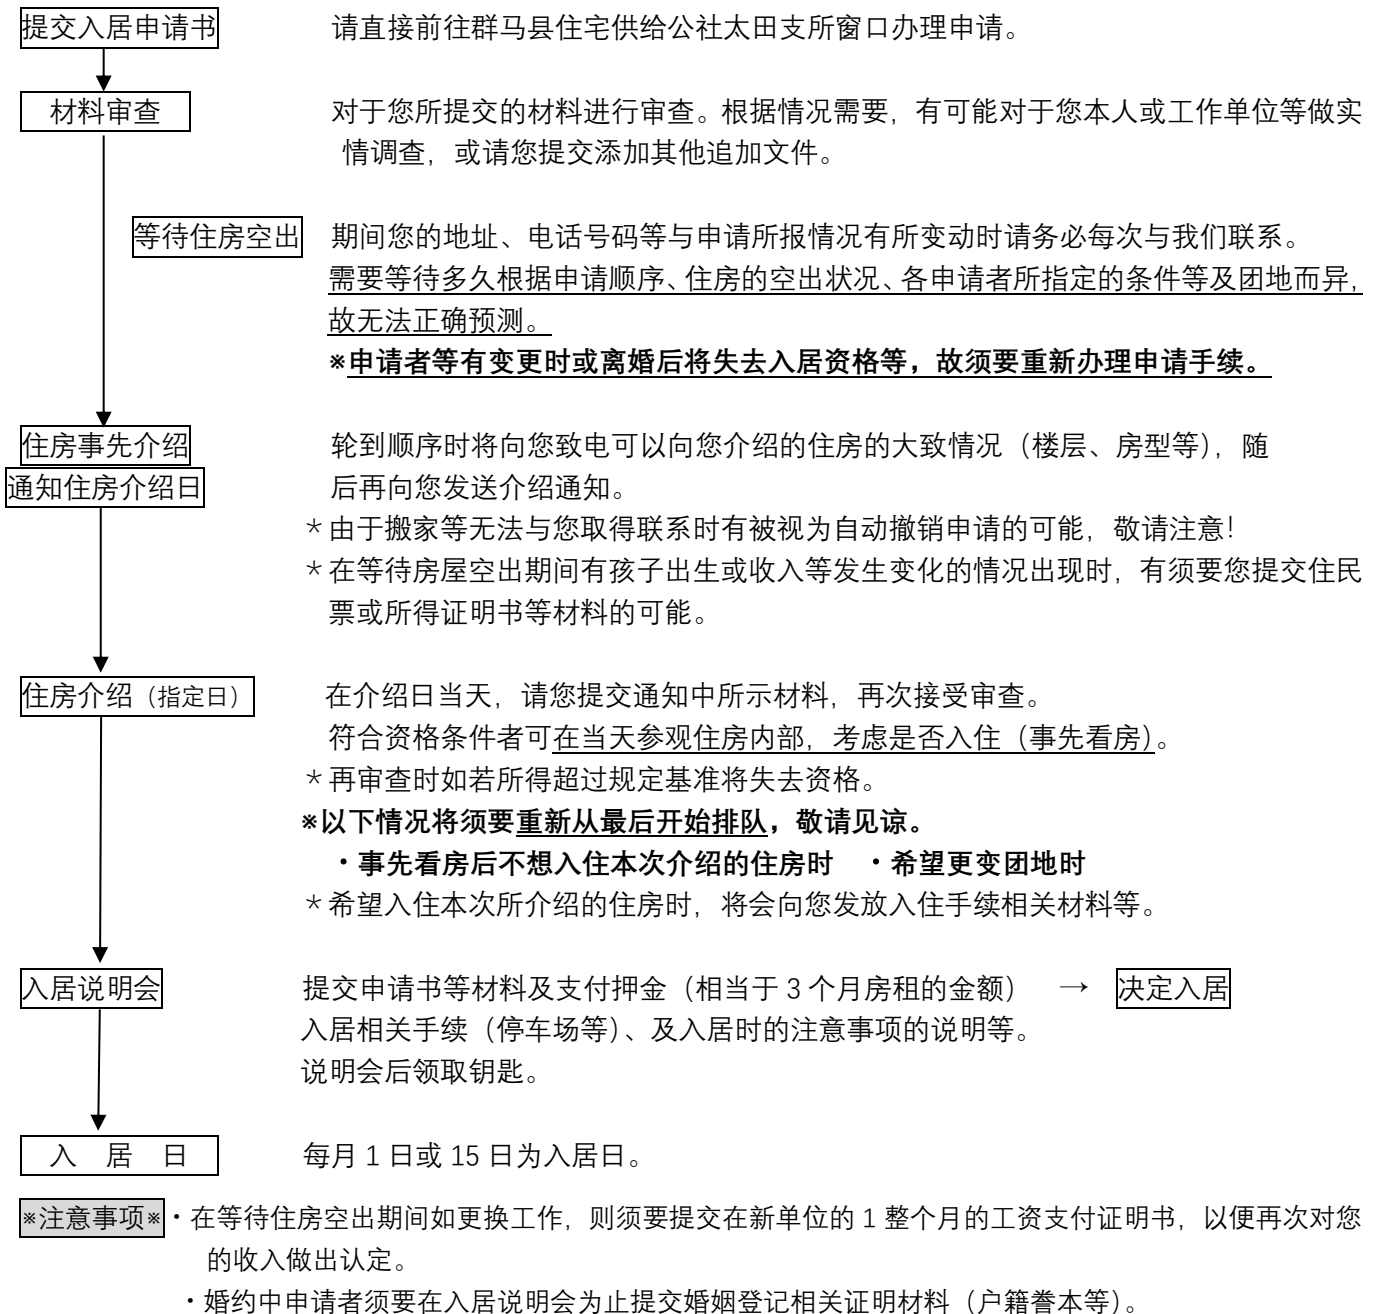 提交入居申请书　请直接前往群马县住宅供给公社太田支所窗口办理申请。
材料审查　对于您所提交的材料进行审查。根据情况需要，有可能对于您本人或工作单位等做实
情调查，或请您提交添加其他追加文件。
等待住房空出　期间您的地址、电话号码等与申请所报情况有所变动时请务必每次与我们联系。
需要等待多久根据申请顺序、住房的空出状况、各申请者所指定的条件等及团地而异，
故无法正确预测。
※申请者等有变更时或离婚后将失去入居资格等，故须要重新办理申请手续。
住房事先介绍　轮到顺序时将向您致电可以向您介绍的住房的大致情况（楼层、房型等），随
通知住房介绍日　后再向您发送介绍通知。
＊由于搬家等无法与您取得联系时有被视为自动撤销申请的可能，敬请注意！
＊在等待房屋空出期间有孩子出生或收入等发生变化的情况出现时，有须要您提交住民
票或所得证明书等材料的可能。
住房介绍（指定日）　在介绍日当天，请您提交通知中所示材料，再次接受审查。
符合资格条件者可在当天参观住房内部，考虑是否入住（事先看房）。
＊再审查时如若所得超过规定基准将失去资格。
※以下情况将须要重新从最后开始排队，敬请见谅。
・事先看房后不想入住本次介绍的住房时　・希望更变团地时
＊希望入住本次所介绍的住房时，将会向您发放入住手续相关材料等。
入居说明会　提交申请书等材料及支付押金（相当于 3 个月房租的金额）　→　决定入居
入居相关手续（停车场等）、及入居时的注意事项的说明等。
说明会后领取钥匙。
入　居　日　每月 1 日或 15 日为入居日。
※注意事项※・在等待住房空出期间如更换工作，则须要提交在新单位的 1 整个月的工资支付证明书，以便再次对您
的收入做出认定。
・婚约中申请者须要在入居说明会为止提交婚姻登记相关证明材料（户籍誊本等）。